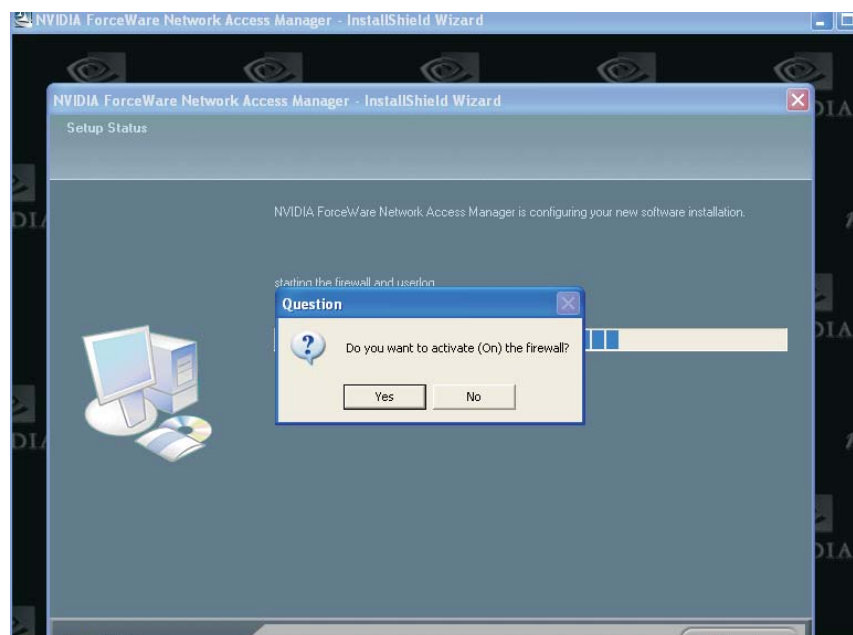 NVIDIA ForceWare Network Access Manager - InstallShield Wizard
NVIDIA ForceWare Network Access Manager - InstallShield Wizard
Setup Status
NVIDIA ForceWare Network Access Manager is configuring your new software installation.
starting the firewall and userlog
Question
Do you want to activate (On) the firewall?
Yes
No